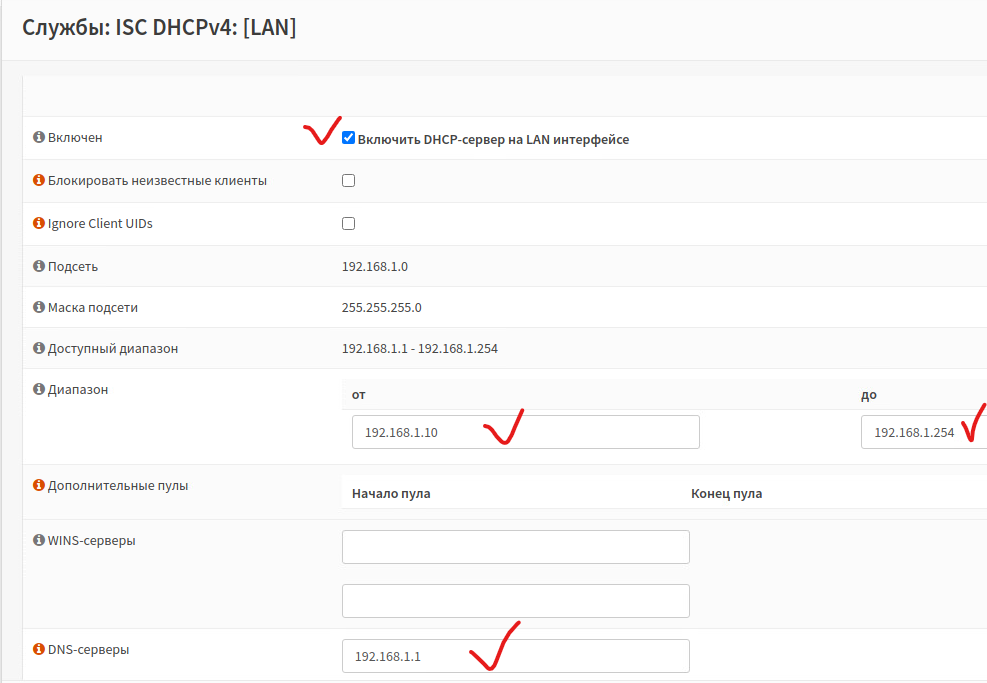 Службы: ISC DHCPv4: [LAN]
Включен
Включить DHCP-сервер на LAN интерфейсе
Блокировать неизвестные клиенты
Ignore Client UIDs
Подсеть
192.168.1.0
Маска подсети
255.255.255.0
Доступный диапазон
192.168.1.1 - 192.168.1.254
Диапазон
от
до
192.168.1.10
192.168.1.254
Дополнительные пулы
Начало пула
Конец пула
WINS-серверы
DNS-серверы
192.168.1.1